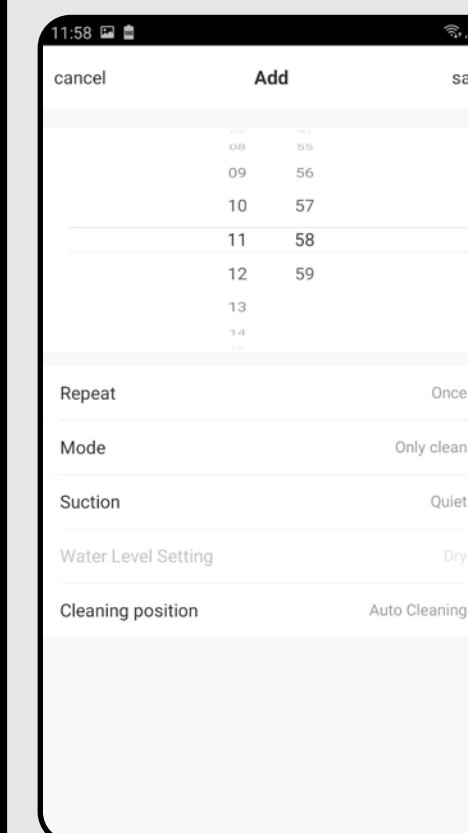 11:58
cancel Add sa
08 55
09 56
10 57
11 58
12 59
13
14
Repeat Once
Mode Only clean
Suction Quiet
Water Level Setting Dry
Cleaning position Auto Cleaning